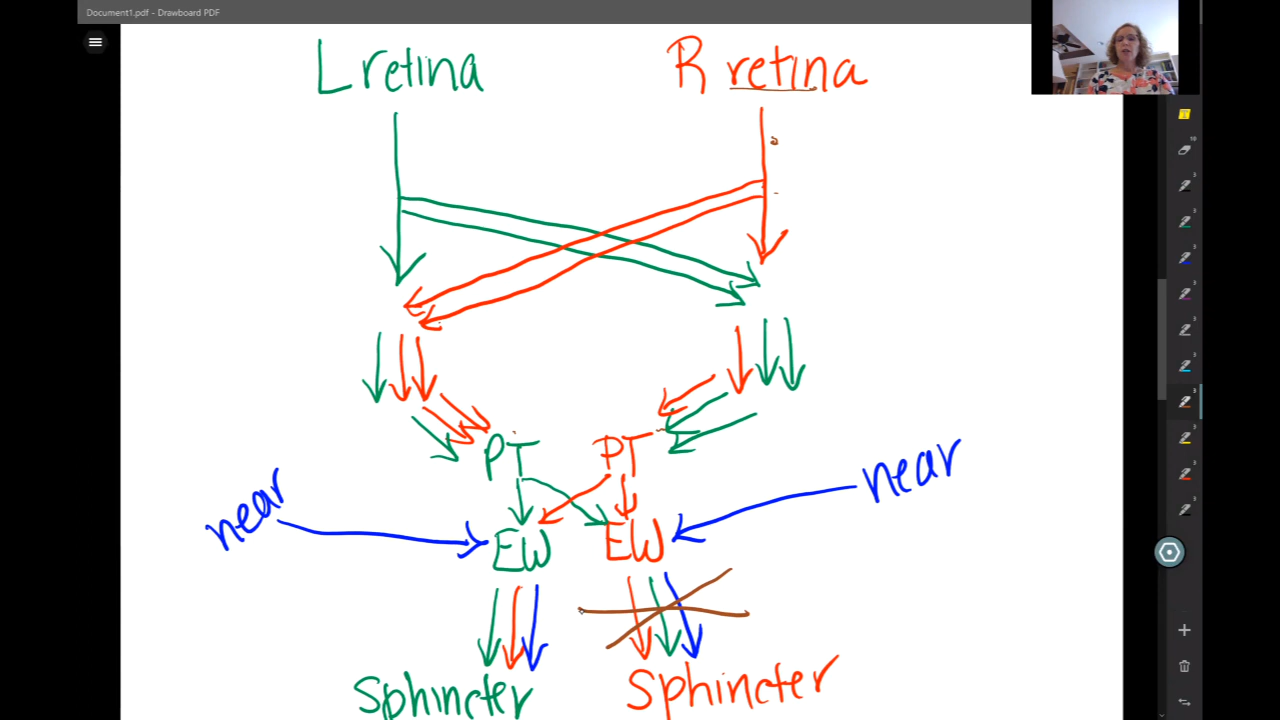 Document1.pdf - Drawboard PDF
L retina R retina
PT PT
near near
EW EW
Sphincter Sphincter